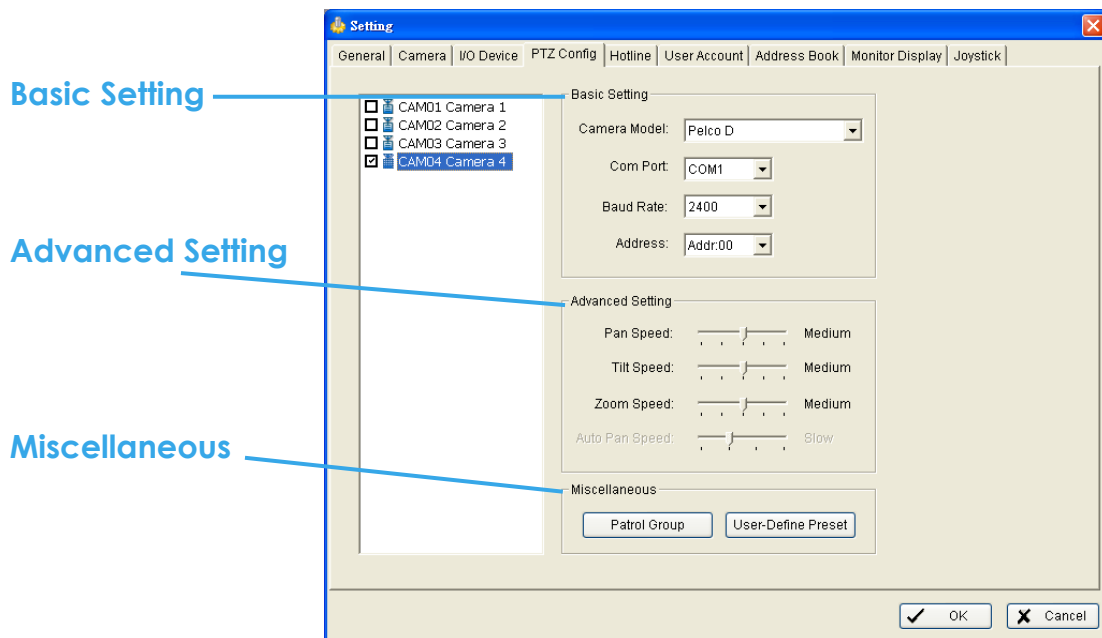 Setting
General Camera I/O Device PTZ Config Hotline User Account Address Book Monitor Display Joystick
Basic Setting
CAM01 Camera 1
CAM02 Camera 2
CAM03 Camera 3
CAM04 Camera 4
Basic Setting
Camera Model: Pelco D
Com Port: COM1
Baud Rate: 2400
Address: Addr:00
Advanced Setting
Advanced Setting
Pan Speed: Medium
Tilt Speed: Medium
Zoom Speed: Medium
Auto Pan Speed: Slow
Miscellaneous
Miscellaneous
Patrol Group User-Define Preset
OK Cancel